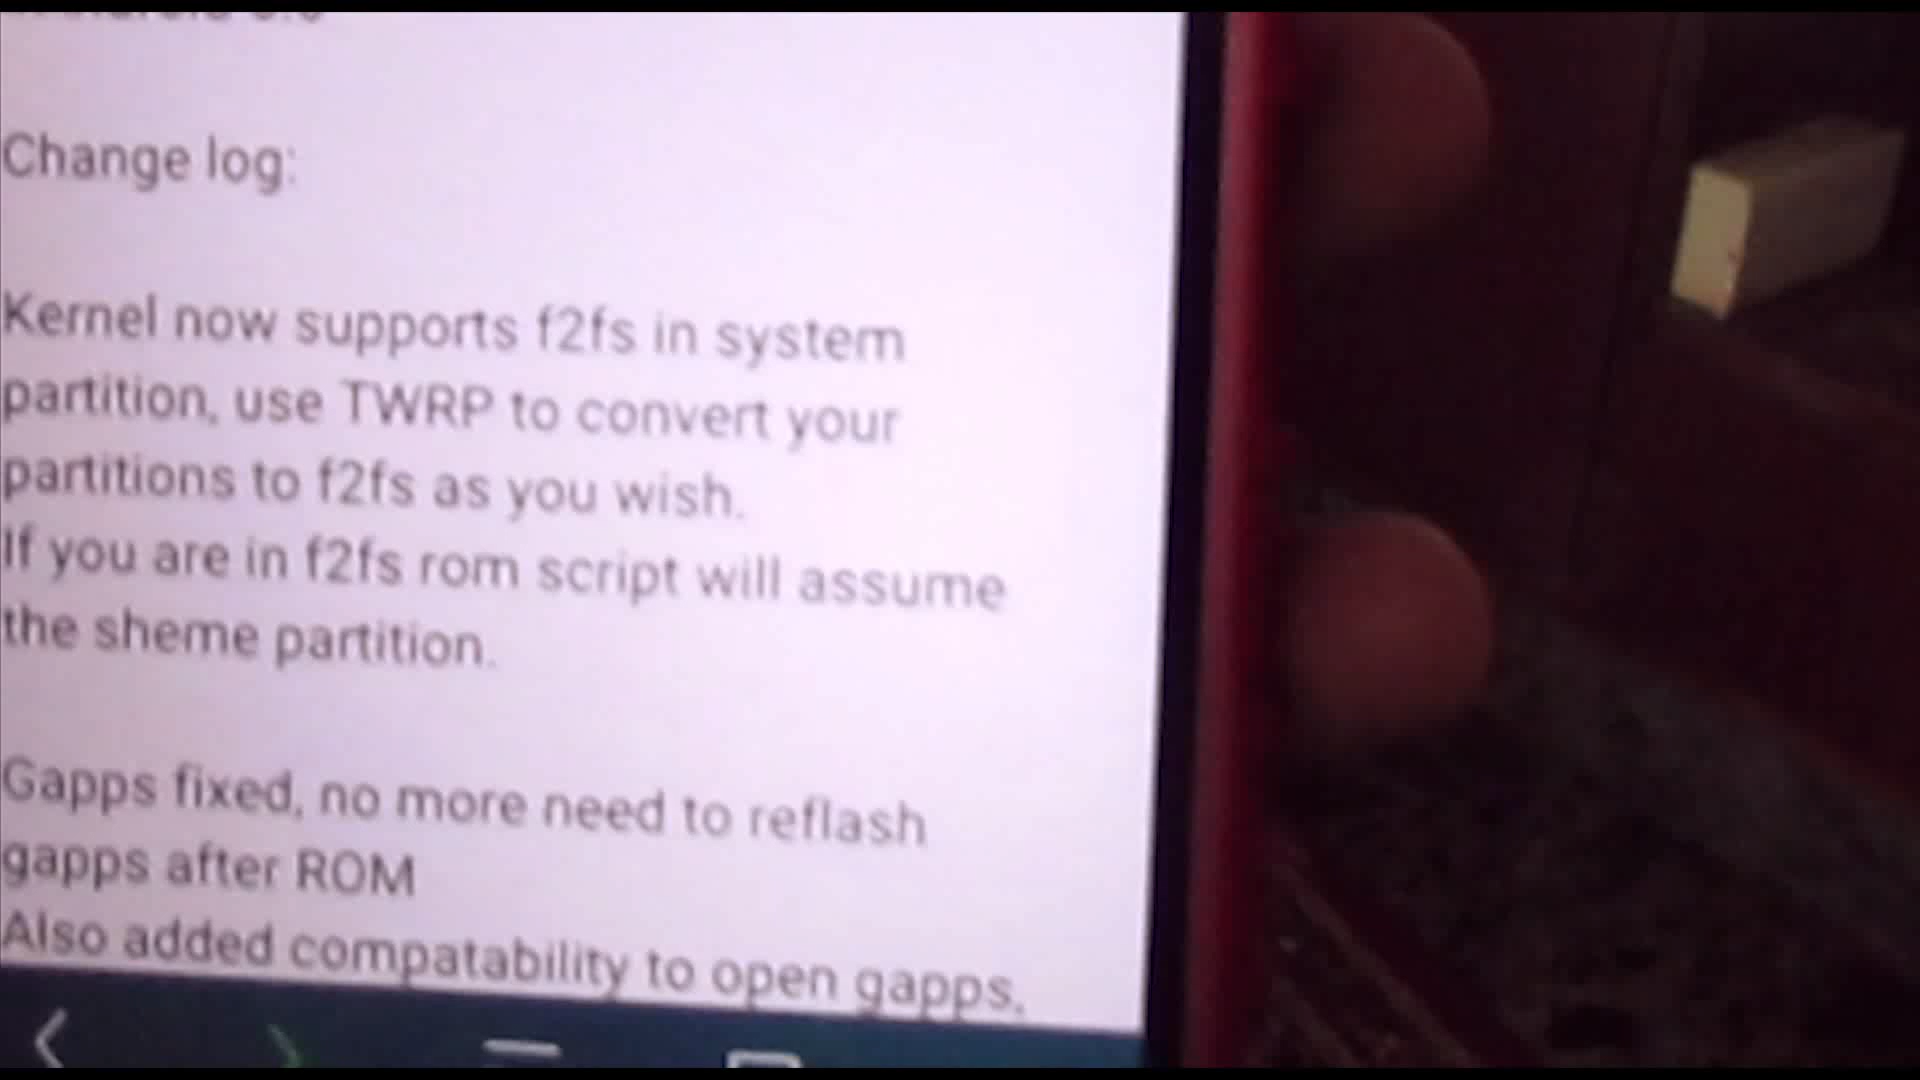 Change log:
Kernel now supports f2fs in system
partition, use TWRP to convert your
partitions to f2fs as you wish.
If you are in f2fs rom script will assume
the sheme partition.
Gapps fixed, no more need to reflash
gapps after ROM
Also added compatability to open gapps,